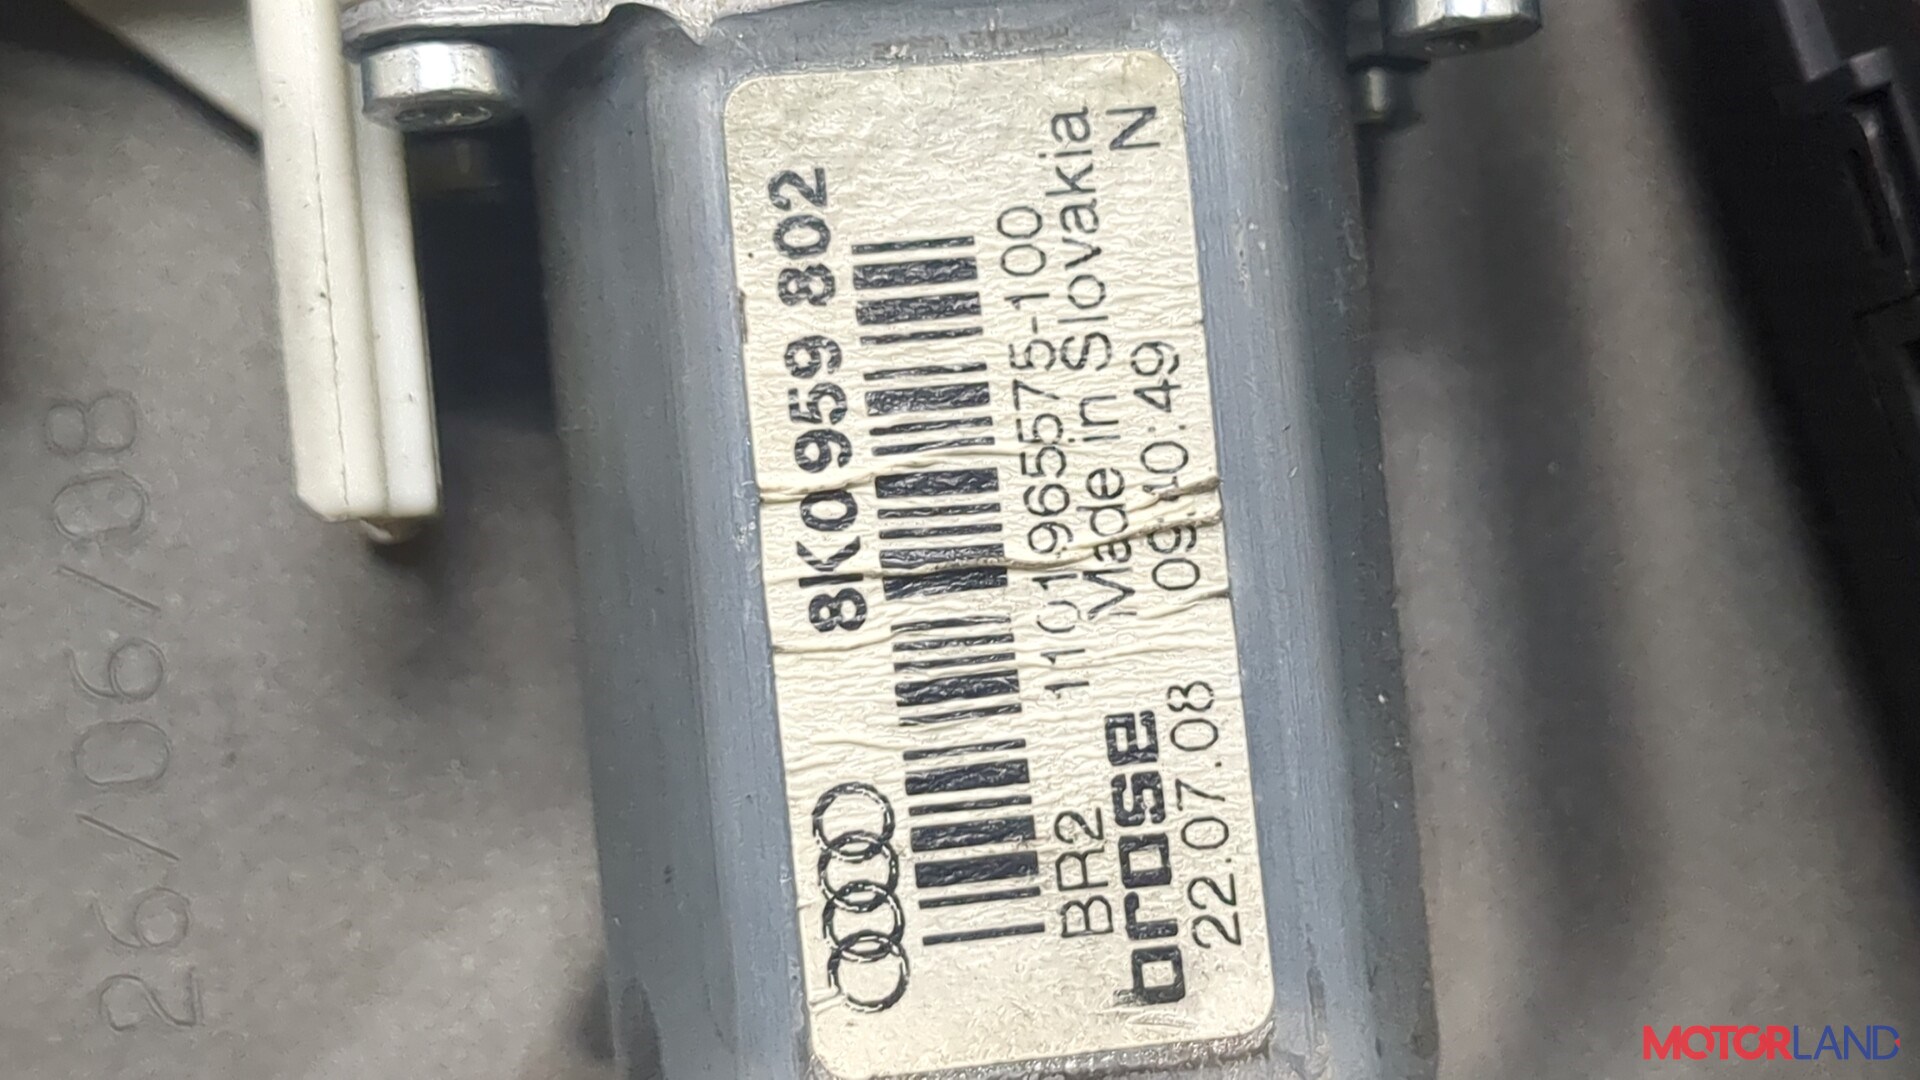 8K0 959 802
BR2 1101965575-100
brose Made in Slovakia
22.07.08 09:10:49 N
26/06/08
MOTORLAND